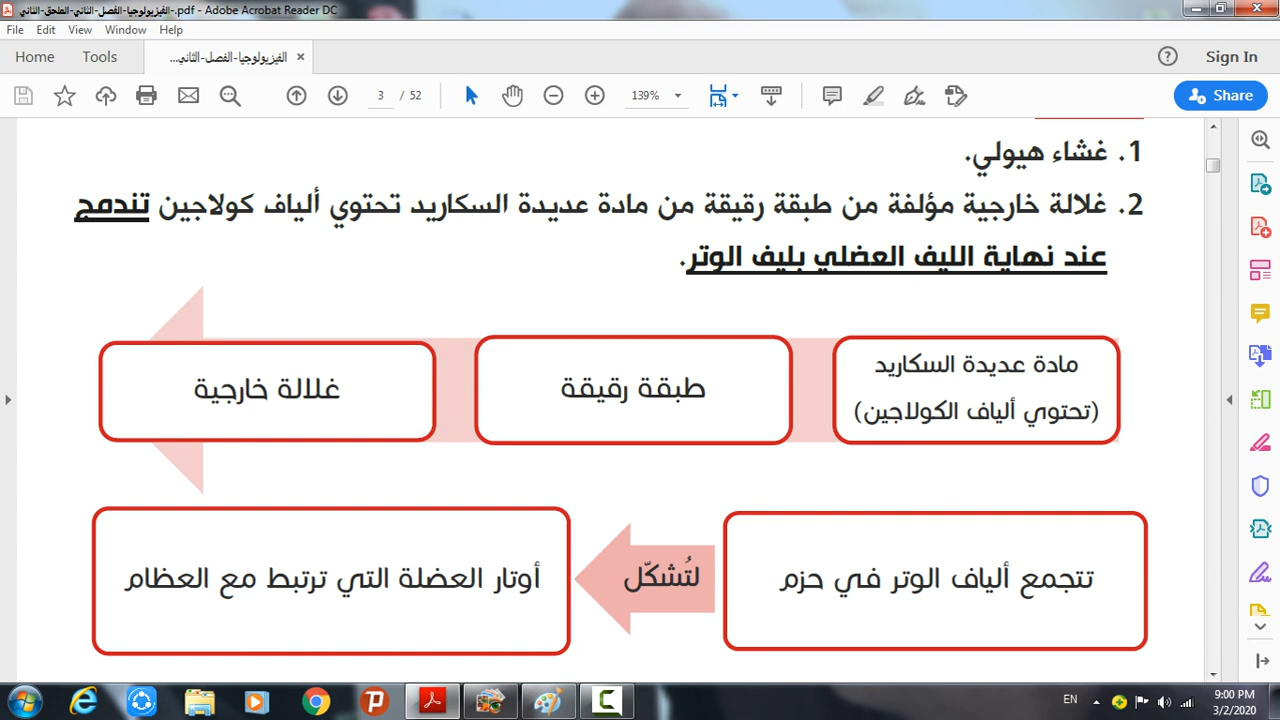 الفيزيولوجيا-الفصل-الثاني-الملحق-الثاني-.pdf - Adobe Acrobat Reader DC
File Edit View Window Help
Home Tools الفيزيولوجيا-الفصل-الثاني... × Sign In
3 / 52 139% Share
1. غشاء هيولي.
2. غلالة خارجية مؤلفة من طبقة رقيقة من مادة عديدة السكاريد تحتوي ألياف كولاجين تندمج
عند نهاية الليف العضلي بليف الوتر.
مادة عديدة السكاريد
(تحتوي ألياف الكولاجين)
طبقة رقيقة
غلالة خارجية
تتجمع ألياف الوتر في حزم
لتُشكّل
أوتار العضلة التي ترتبط مع العظام
EN 9:00 PM
3/2/2020